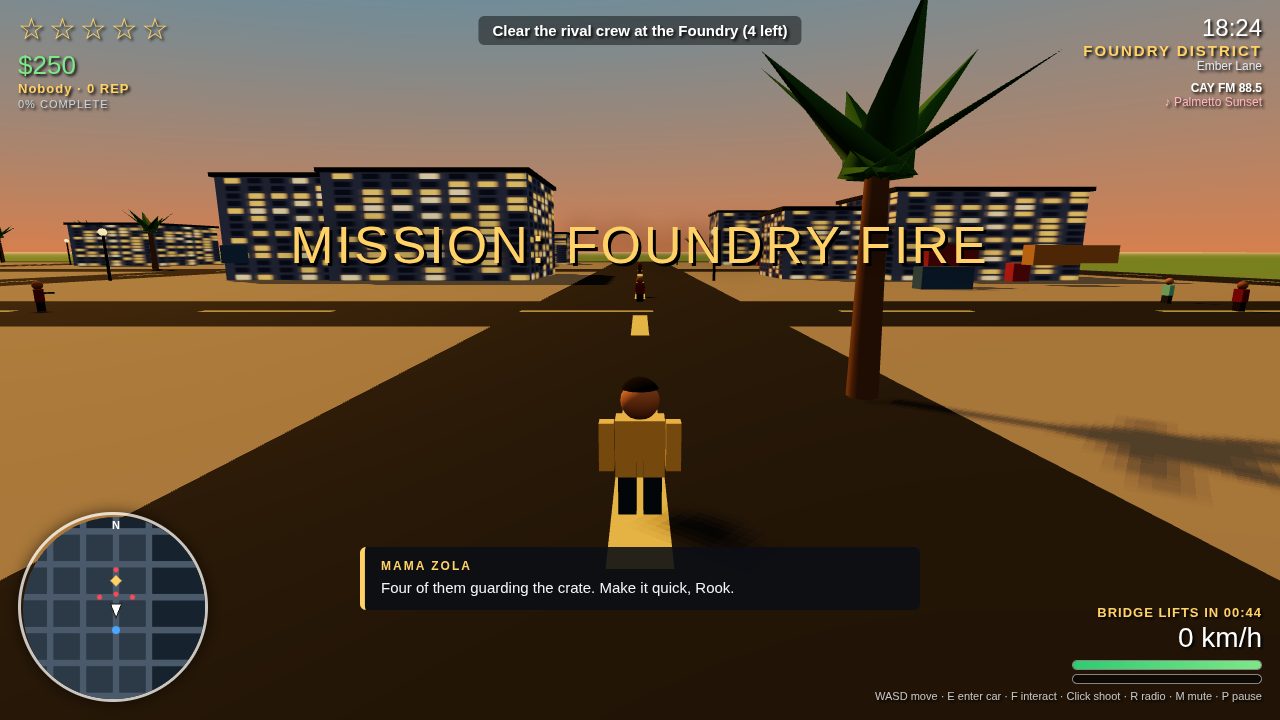 ☆☆☆☆☆
$250
Nobody · 0 REP
0% COMPLETE
Clear the rival crew at the Foundry (4 left)
18:24
FOUNDRY DISTRICT
Ember Lane
CAY FM 88.5
♪ Palmetto Sunset
MISSION: FOUNDRY FIRE
N
MAMA ZOLA
Four of them guarding the crate. Make it quick, Rook.
BRIDGE LIFTS IN 00:44
0 km/h
WASD move · E enter car · F interact · Click shoot · R radio · M mute · P pause